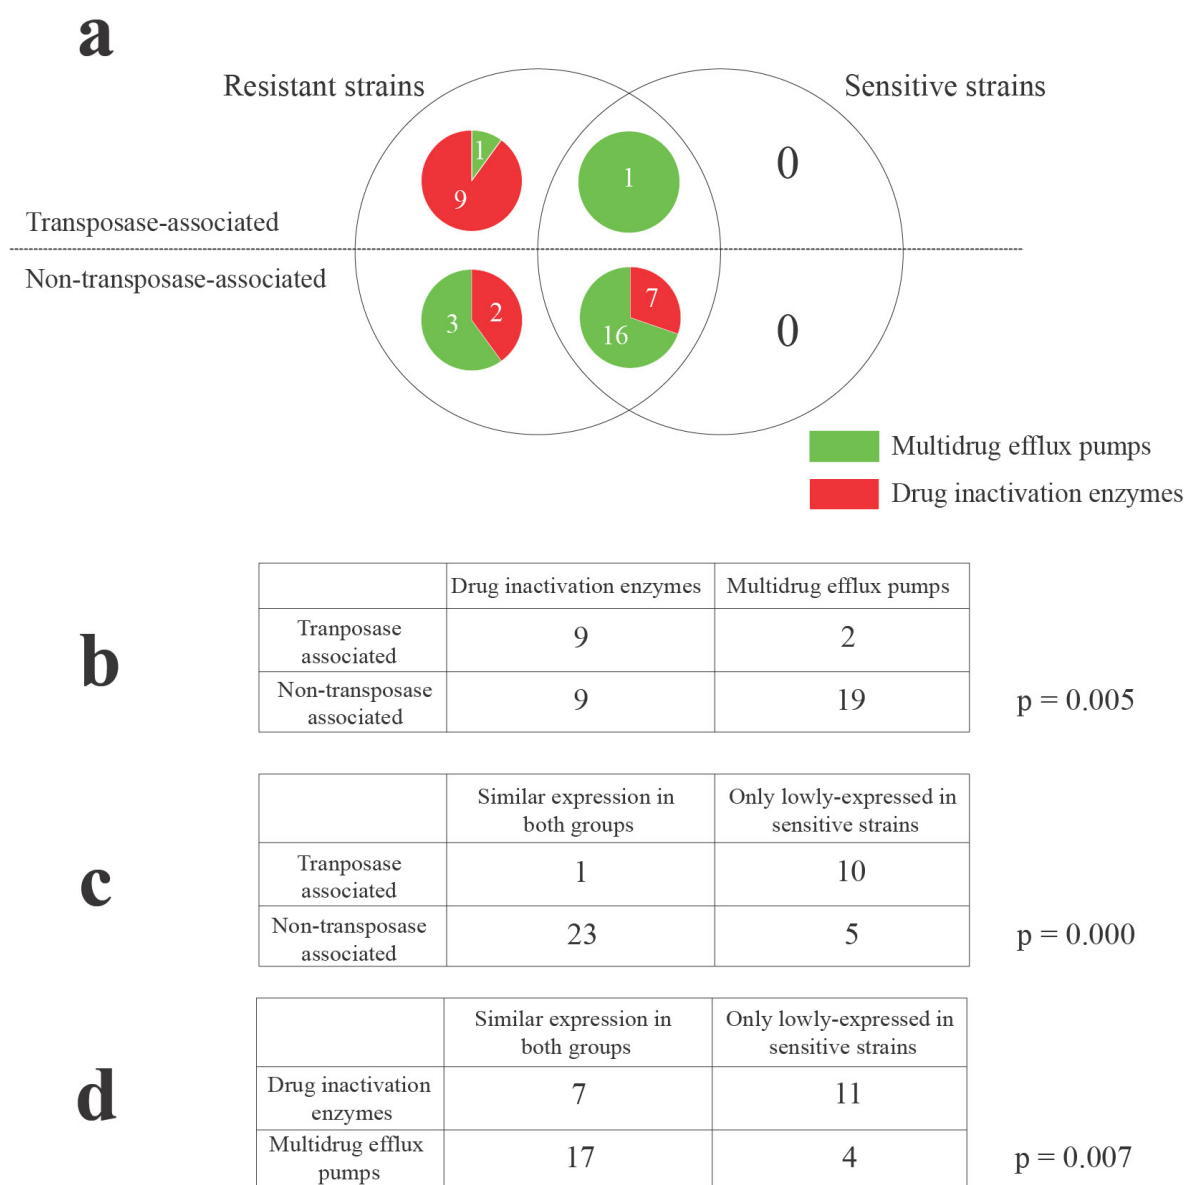 a
Resistant strains
Sensitive strains
1
9
1
0
Transposase-associated
Non-transposase-associated
3
2
7
16
0
Multidrug efflux pumps
Drug inactivation enzymes
b
Drug inactivation enzymes
Multidrug efflux pumps
Tranposase
associated
9
2
Non-transposase
associated
9
19
p = 0.005
c
Similar expression in
both groups
Only lowly-expressed in
sensitive strains
Tranposase
associated
1
10
Non-transposase
associated
23
5
p = 0.000
d
Similar expression in
both groups
Only lowly-expressed in
sensitive strains
Drug inactivation
enzymes
7
11
Multidrug efflux
pumps
17
4
p = 0.007